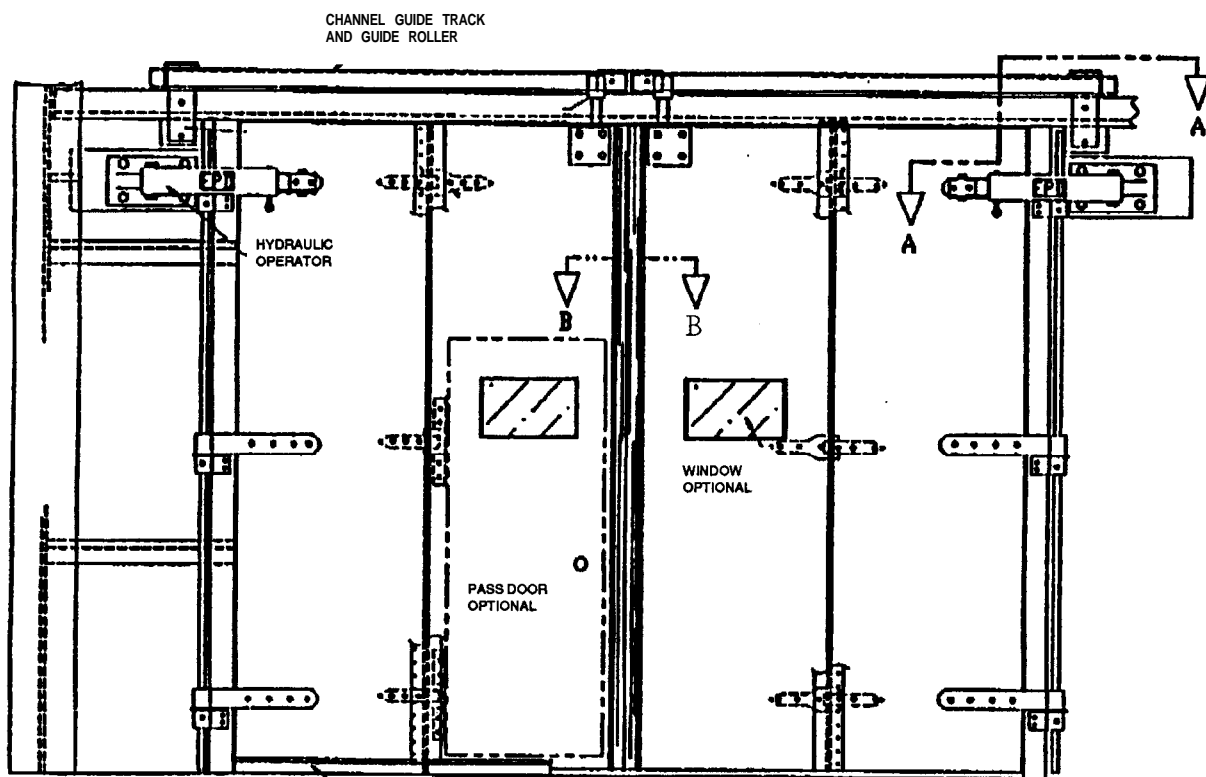 CHANNEL GUIDE TRACK
AND GUIDE ROLLER
A
A
HYDRAULIC
OPERATOR
B
B
WINDOW
OPTIONAL
PASS DOOR
OPTIONAL